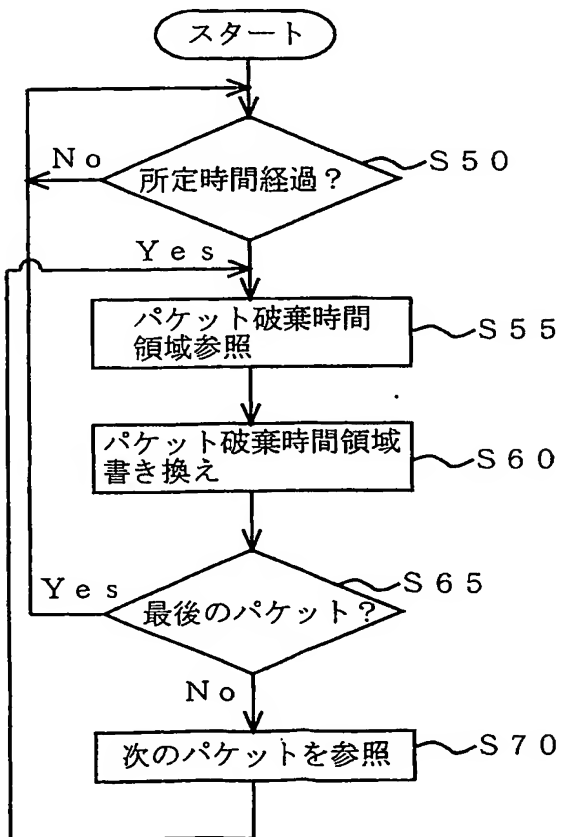 スタート
No
所定時間経過?
S50
Yes
パケット破棄時間
領域参照
S55
パケット破棄時間領域
書き換え
S60
Yes
最後のパケット?
S65
No
次のパケットを参照
S70